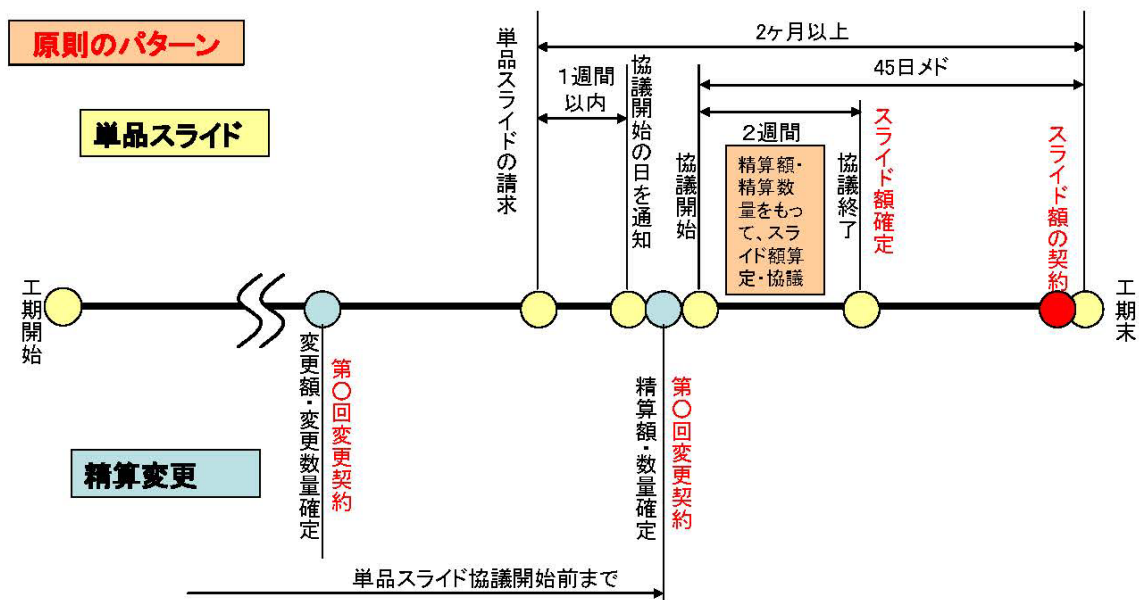 原則のパターン
単品スライド
単品スライドの請求
2ヶ月以上
1週間
以内
協議開始の日を通知
45日メド
2週間
協議開始
精算額・
精算数
量をもっ
て、スラ
イド額算
定・協議
協議終了
スライド額確定
スライド額の契約
工期開始
工期末
精算変更
変更額・変更数量確定
第〇回変更契約
精算額・数量確定
第〇回変更契約
単品スライド協議開始前まで